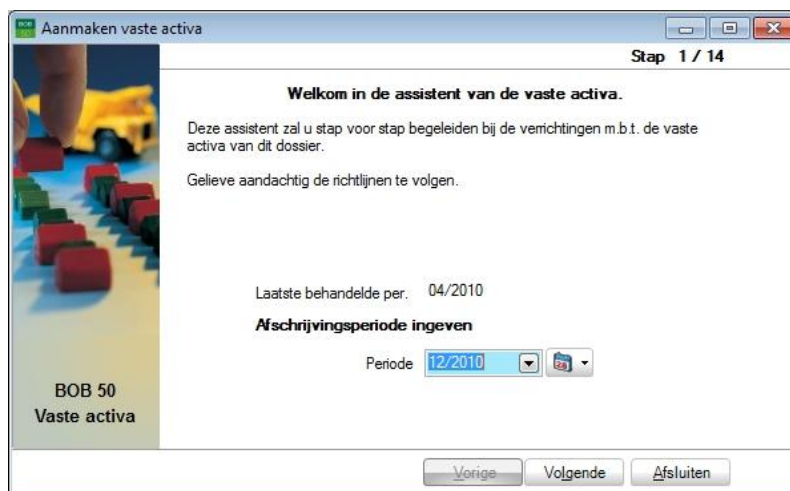 BOB 50
Aanmaken vaste activa
Stap 1 / 14
Welkom in de assistent van de vaste activa.
Deze assistent zal u stap voor stap begeleiden bij de verrichtingen m.b.t. de vaste
activa van dit dossier.
Gelieve aandachtig de richtlijnen te volgen.
Laatste behandelde per. 04/2010
Afschrijvingsperiode ingeven
Periode 12/2010
BOB 50
Vaste activa
Vorige Volgende Afsluiten